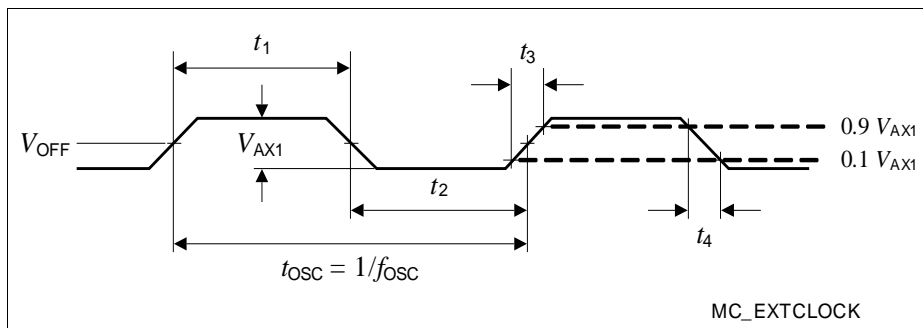 t1
t3
VOFF
VAX1
0.9 VAX1
0.1 VAX1
t2
t4
tOSC = 1/fOSC
MC_EXTCLOCK